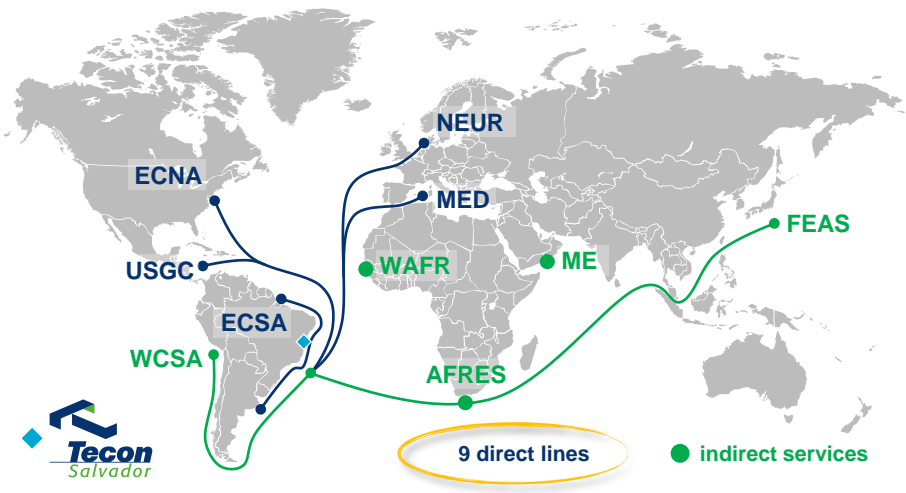 NEUR
ECNA
MED
FEAS
USGC
WAFR
ME
ECSA
WCSA
AFRES
Tecon
Salvador
9 direct lines
indirect services